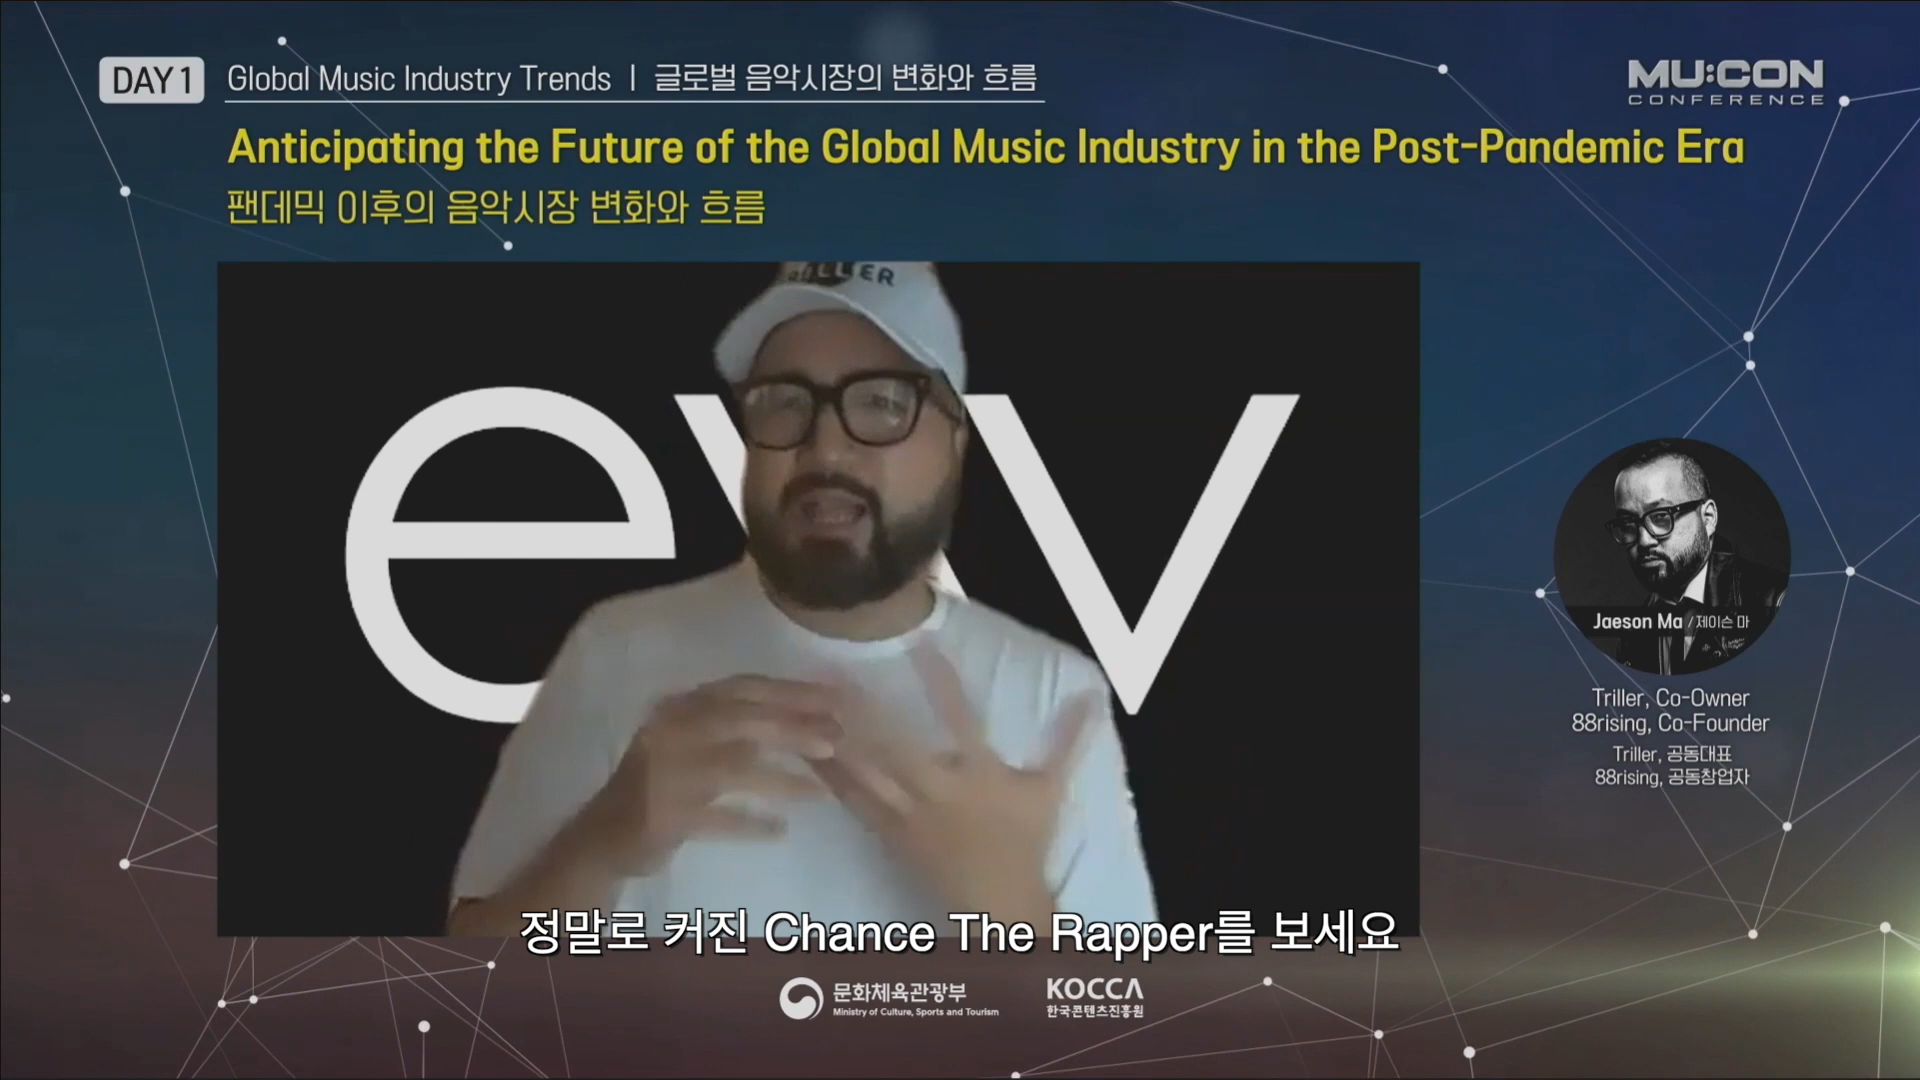 DAY 1
Global Music Industry Trends | 글로벌 음악시장의 변화와 흐름
MU:CON
CONFERENCE
Anticipating the Future of the Global Music Industry in the Post-Pandemic Era
팬데믹 이후의 음악시장 변화와 흐름
Jaeson Ma / 제이슨 마
Triller, Co-Owner
88rising, Co-Founder
Triller, 공동대표
88rising, 공동창업자
정말로 커진 Chance The Rapper를 보세요
문화체육관광부
Ministry of Culture, Sports and Tourism
KOCCA
한국콘텐츠진흥원